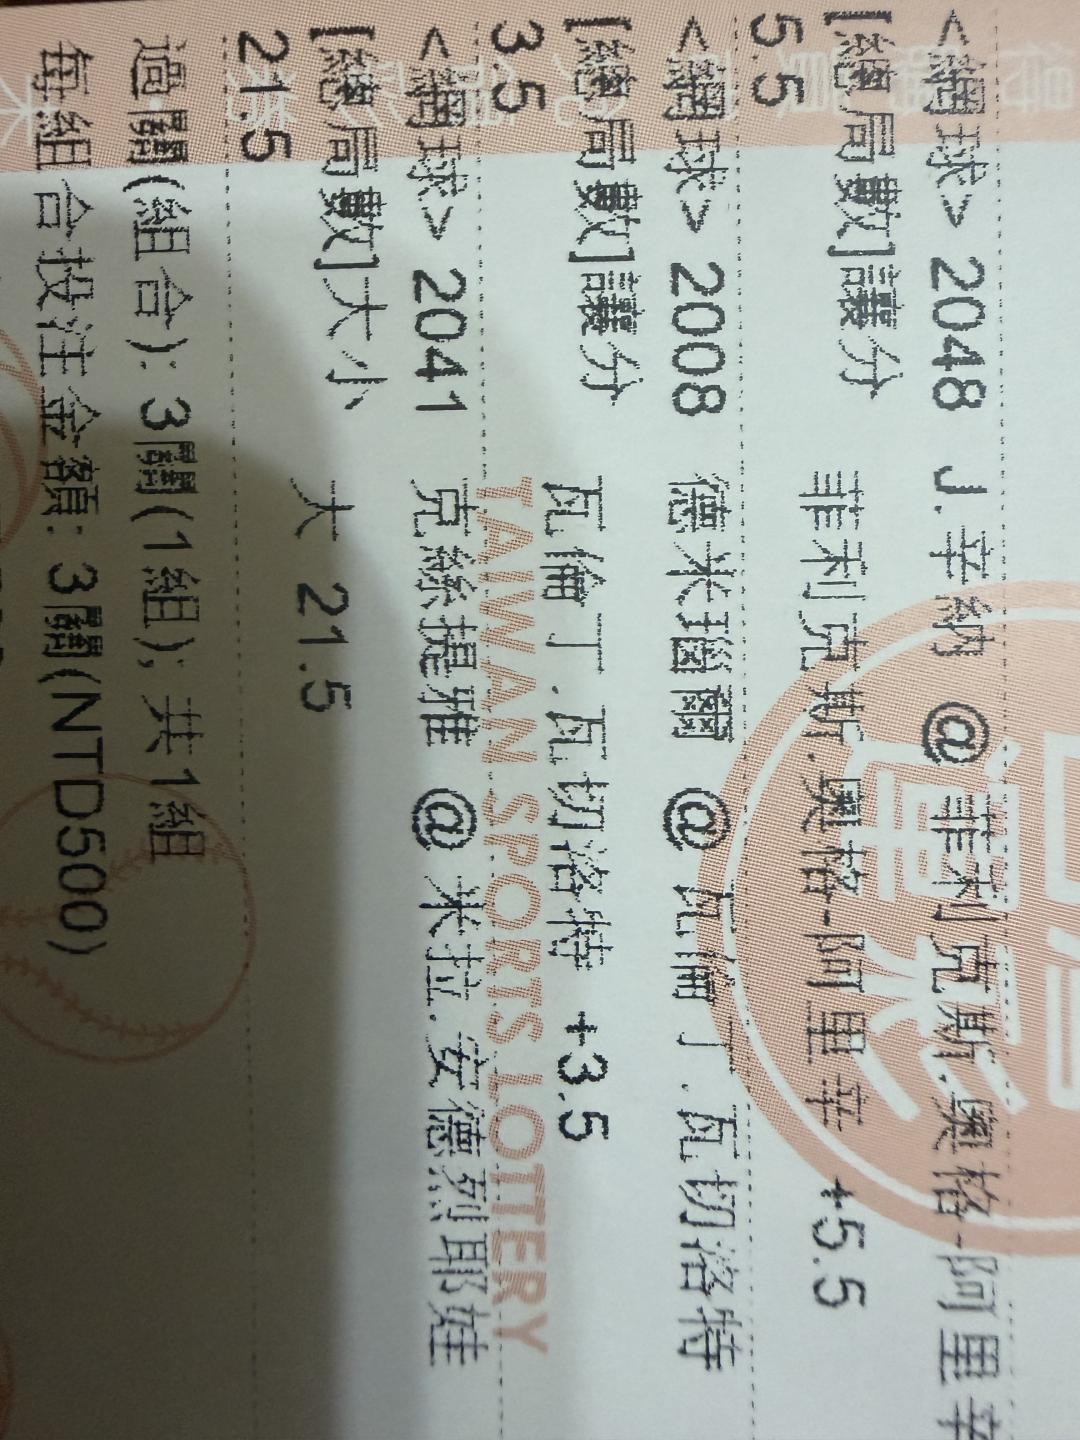 <網球> 2048 J.辛納 @菲利克斯.奧格-阿里辛
[總局數]讓分 菲利克斯.奧格-阿里辛 +5.5
5.5
<網球> 2008 德米諾爾 @ 瓦倫丁.瓦切洛特
[總局數]讓分 瓦倫丁.瓦切洛特 +3.5
3.5
<網球> 2041 克絲提雅 @ 米拉.安德烈耶娃
[總局數]大小 大 21.5
21.5
過關(組合): 3關(1組); 共1組
每組合投注金額: 3關(NTD500)
TAIWAN SPORTS LOTTERY